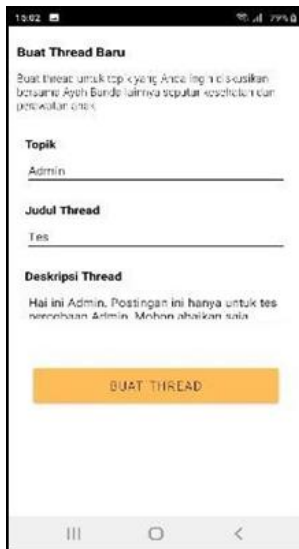 15:02
79%
Buat Thread Baru
Buat thread untuk topik yang Anda ingin diskusikan
bersama Ayah Bunda lainnya seputar kesehatan dan
perawatan anak
Topik
Admin
Judul Thread
Tes
Deskripsi Thread
Hai ini Admin. Postingan ini hanya untuk tes
percobaan Admin. Mohon abaikan saja
BUAT THREAD